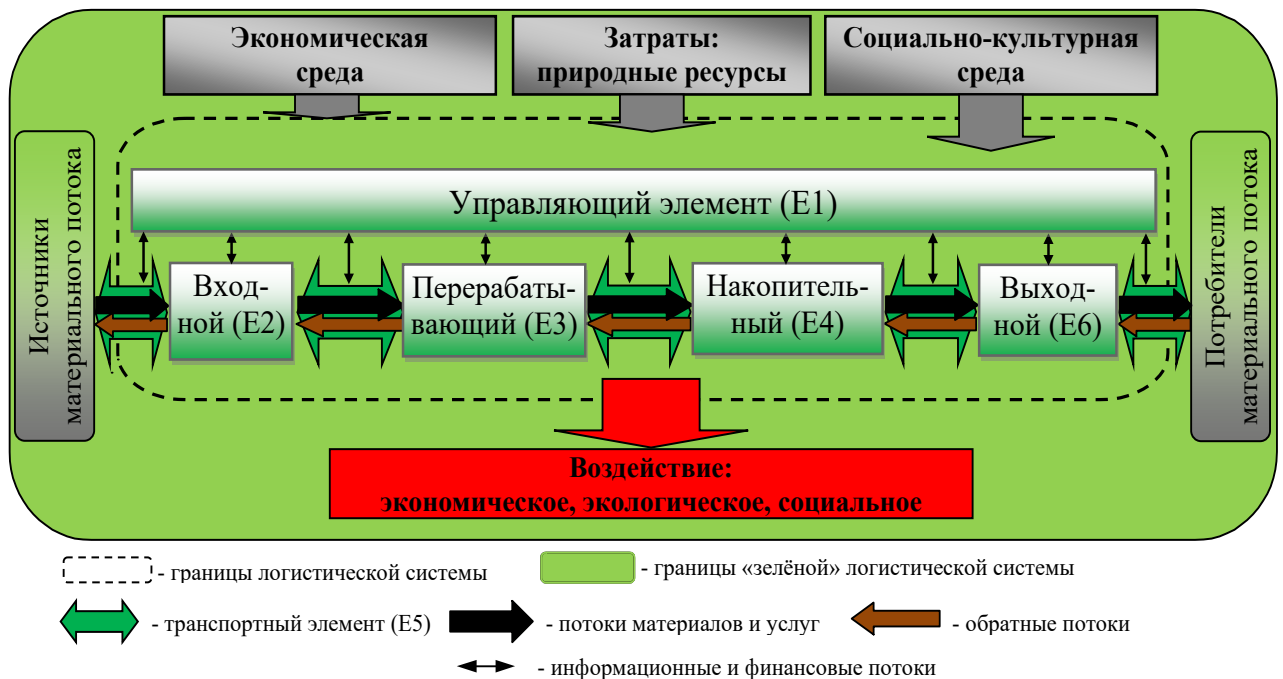 Экономическая
среда
Затраты:
природные ресурсы
Социально-культурная
среда
Источники
материального потока
Управляющий элемент (Е1)
Вход-
ной (Е2)
Перерабаты-
вающий (Е3)
Накопитель-
ный (Е4)
Выход-
ной (Е6)
Потребители
материального потока
Воздействие:
экономическое, экологическое, социальное
- границы логистической системы
- границы «зелёной» логистической системы
- транспортный элемент (Е5)
- потоки материалов и услуг
- обратные потоки
- информационные и финансовые потоки